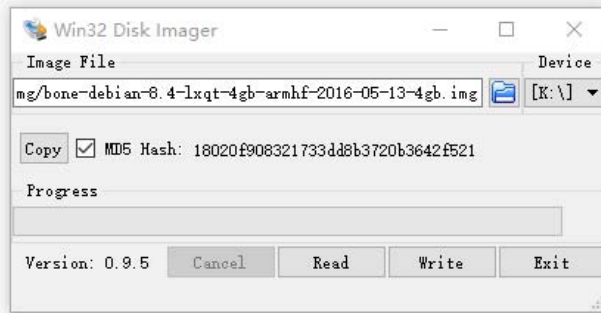 Win32 Disk Imager
Image File
Device
mg/bone-debian-8.4-lxqt-4gb-armhf-2016-05-13-4gb.img
[K:\]
Copy
MD5 Hash: 18020f908321733dd8b3720b3642f521
Progress
Version: 0.9.5
Cancel
Read
Write
Exit